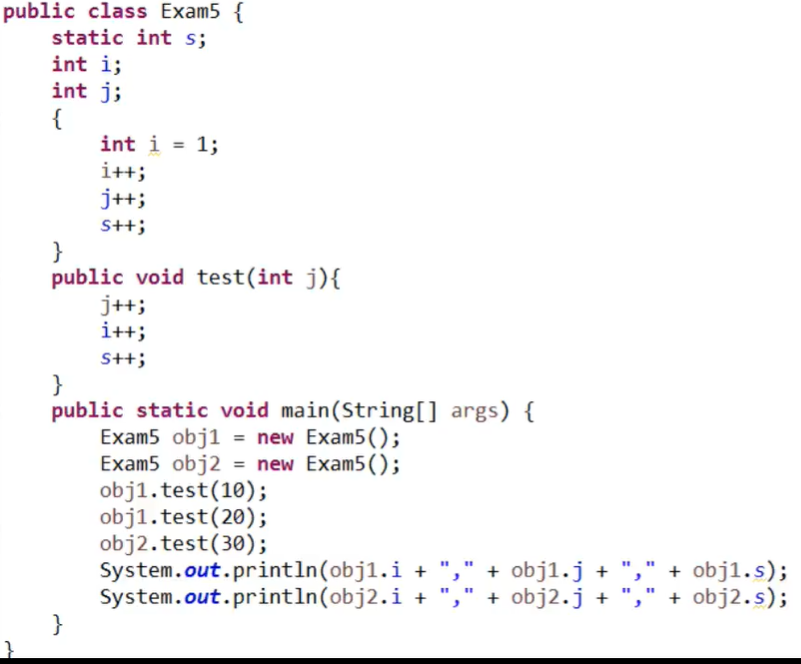 public class Exam5 {
    static int s;
    int i;
    int j;
    {
        int i = 1;
        i++;
        j++;
        s++;
    }
    public void test(int j){
        j++;
        i++;
        s++;
    }
    public static void main(String[] args) {
        Exam5 obj1 = new Exam5();
        Exam5 obj2 = new Exam5();
        obj1.test(10);
        obj1.test(20);
        obj2.test(30);
        System.out.println(obj1.i + "," + obj1.j + "," + obj1.s);
        System.out.println(obj2.i + "," + obj2.j + "," + obj2.s);
    }
}